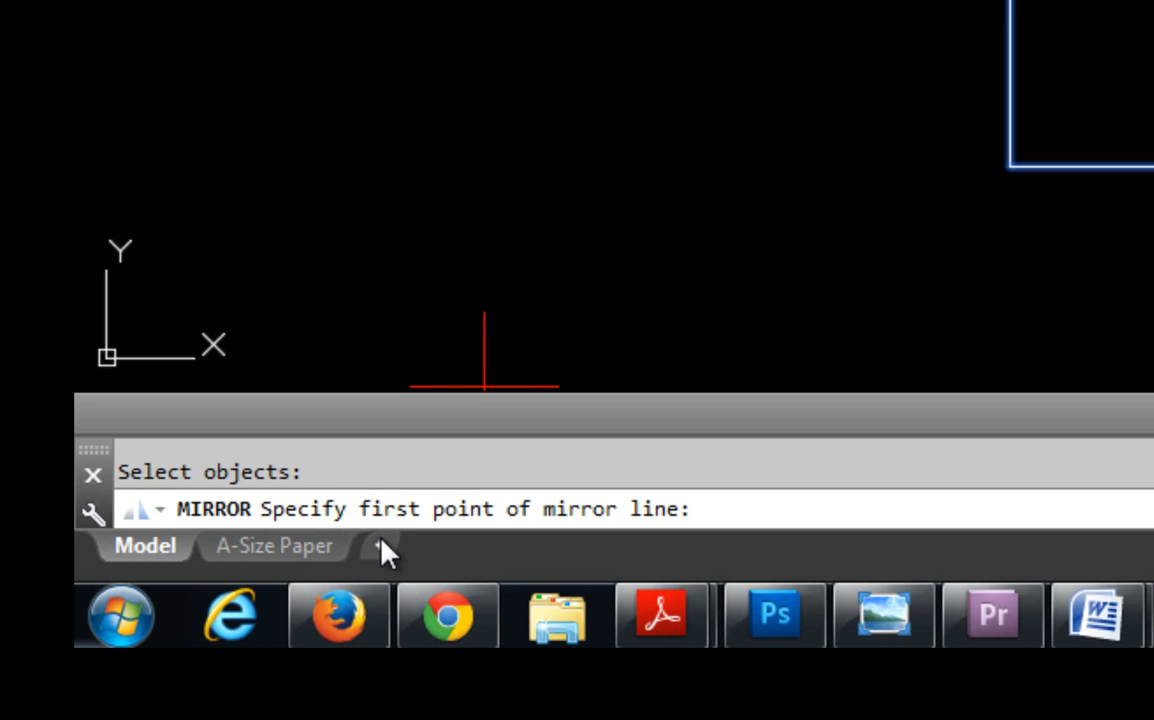 Y
X
Select objects:
MIRROR Specify first point of mirror line:
Model A-Size Paper
Ps Pr W